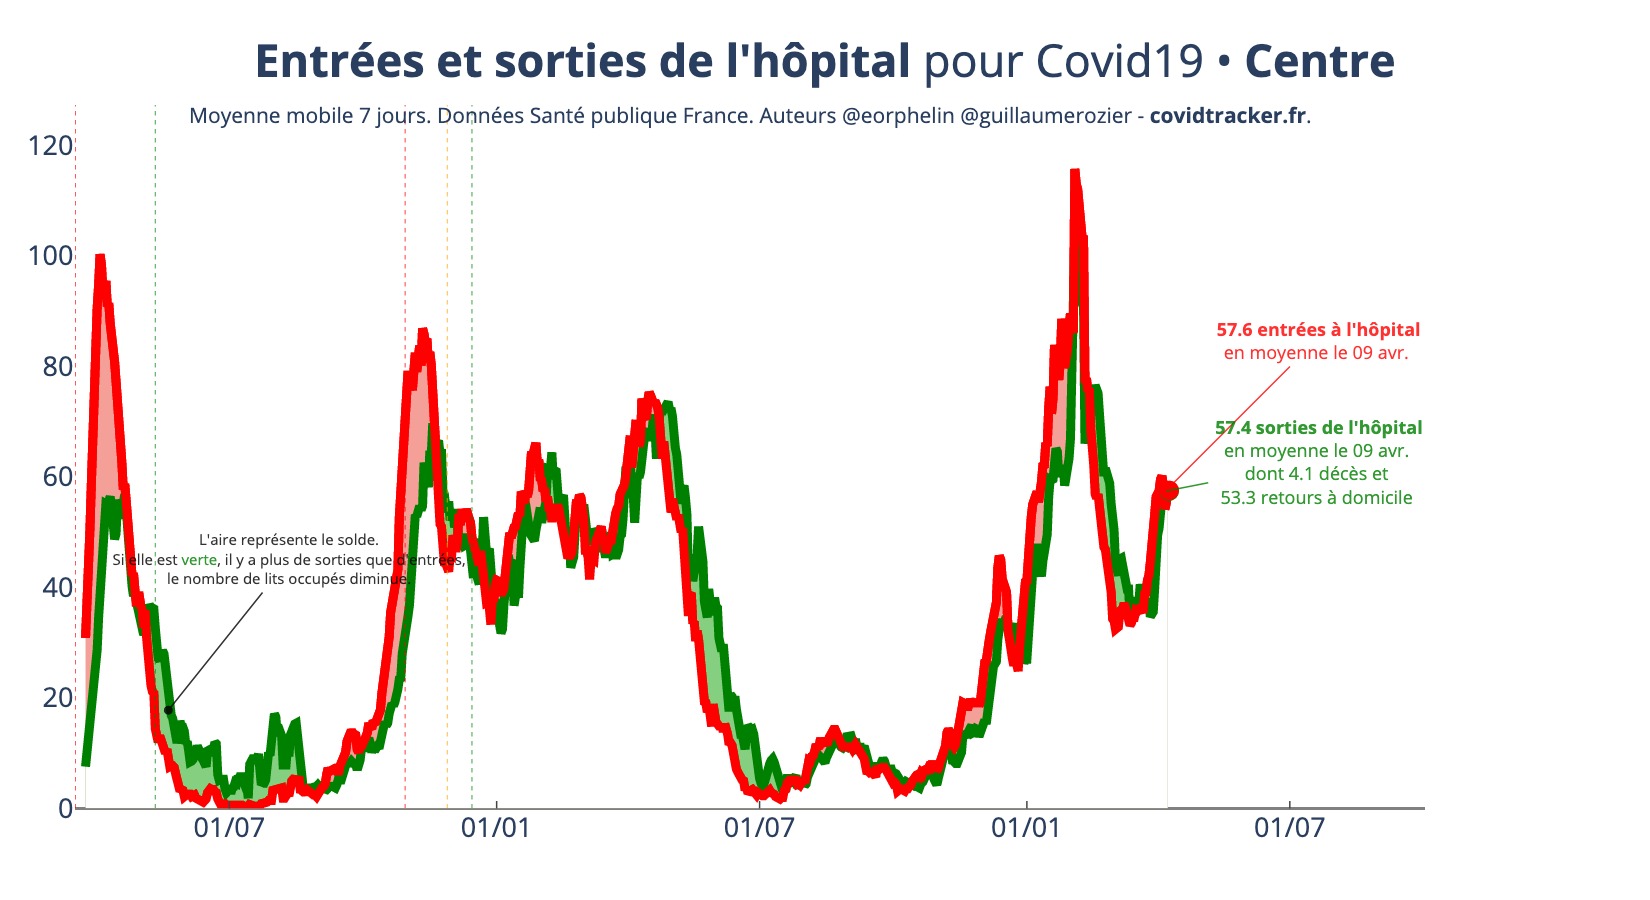 Entrées et sorties de l'hôpital pour Covid19 • Centre
Moyenne mobile 7 jours. Données Santé publique France. Auteurs @eorphelin @guillaumerozier - covidtracker.fr.
120
100
80
60
40
20
0
57.6 entrées à l'hôpital
en moyenne le 09 avr.
57.4 sorties de l'hôpital
en moyenne le 09 avr.
dont 4.1 décès et
53.3 retours à domicile
L'aire représente le solde.
Si elle est verte, il y a plus de sorties que d'entrées,
le nombre de lits occupés diminue.
01/07
01/01
01/07
01/01
01/07